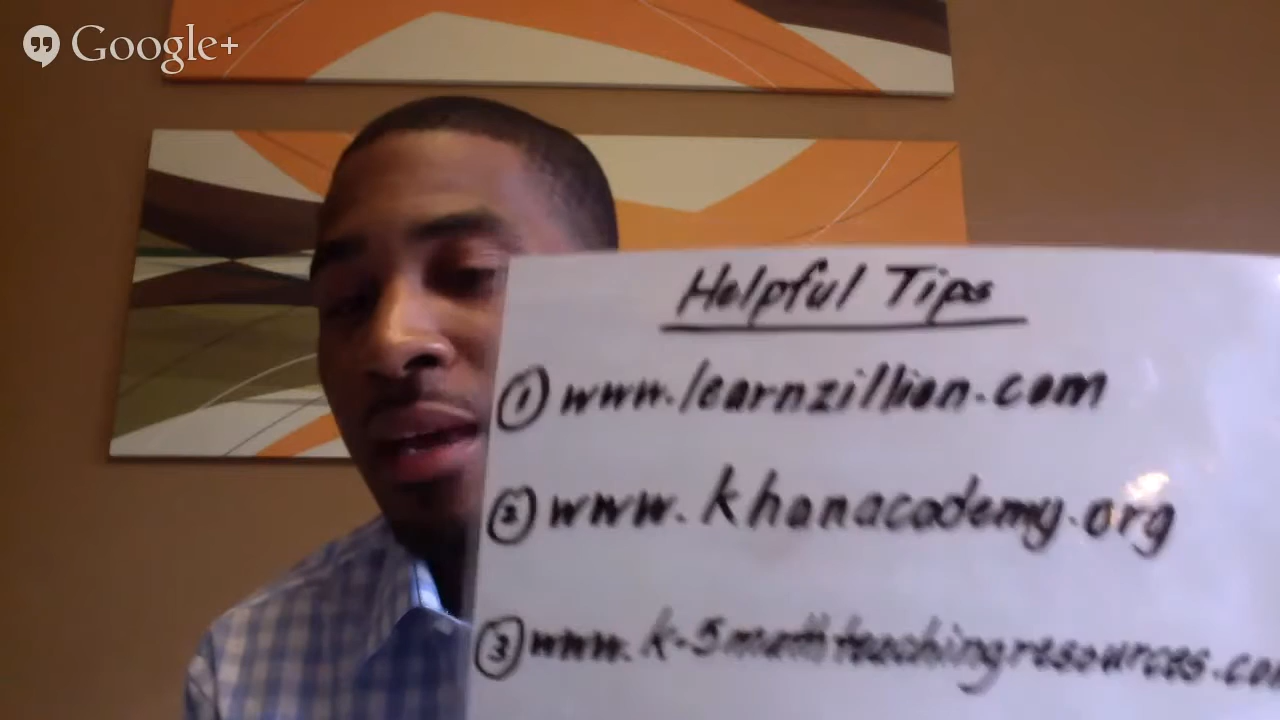 Google+
Helpful Tips
1 www.learnzillion.com
2 www.khanacademy.org
3 www.k-5mathteachingresources.co